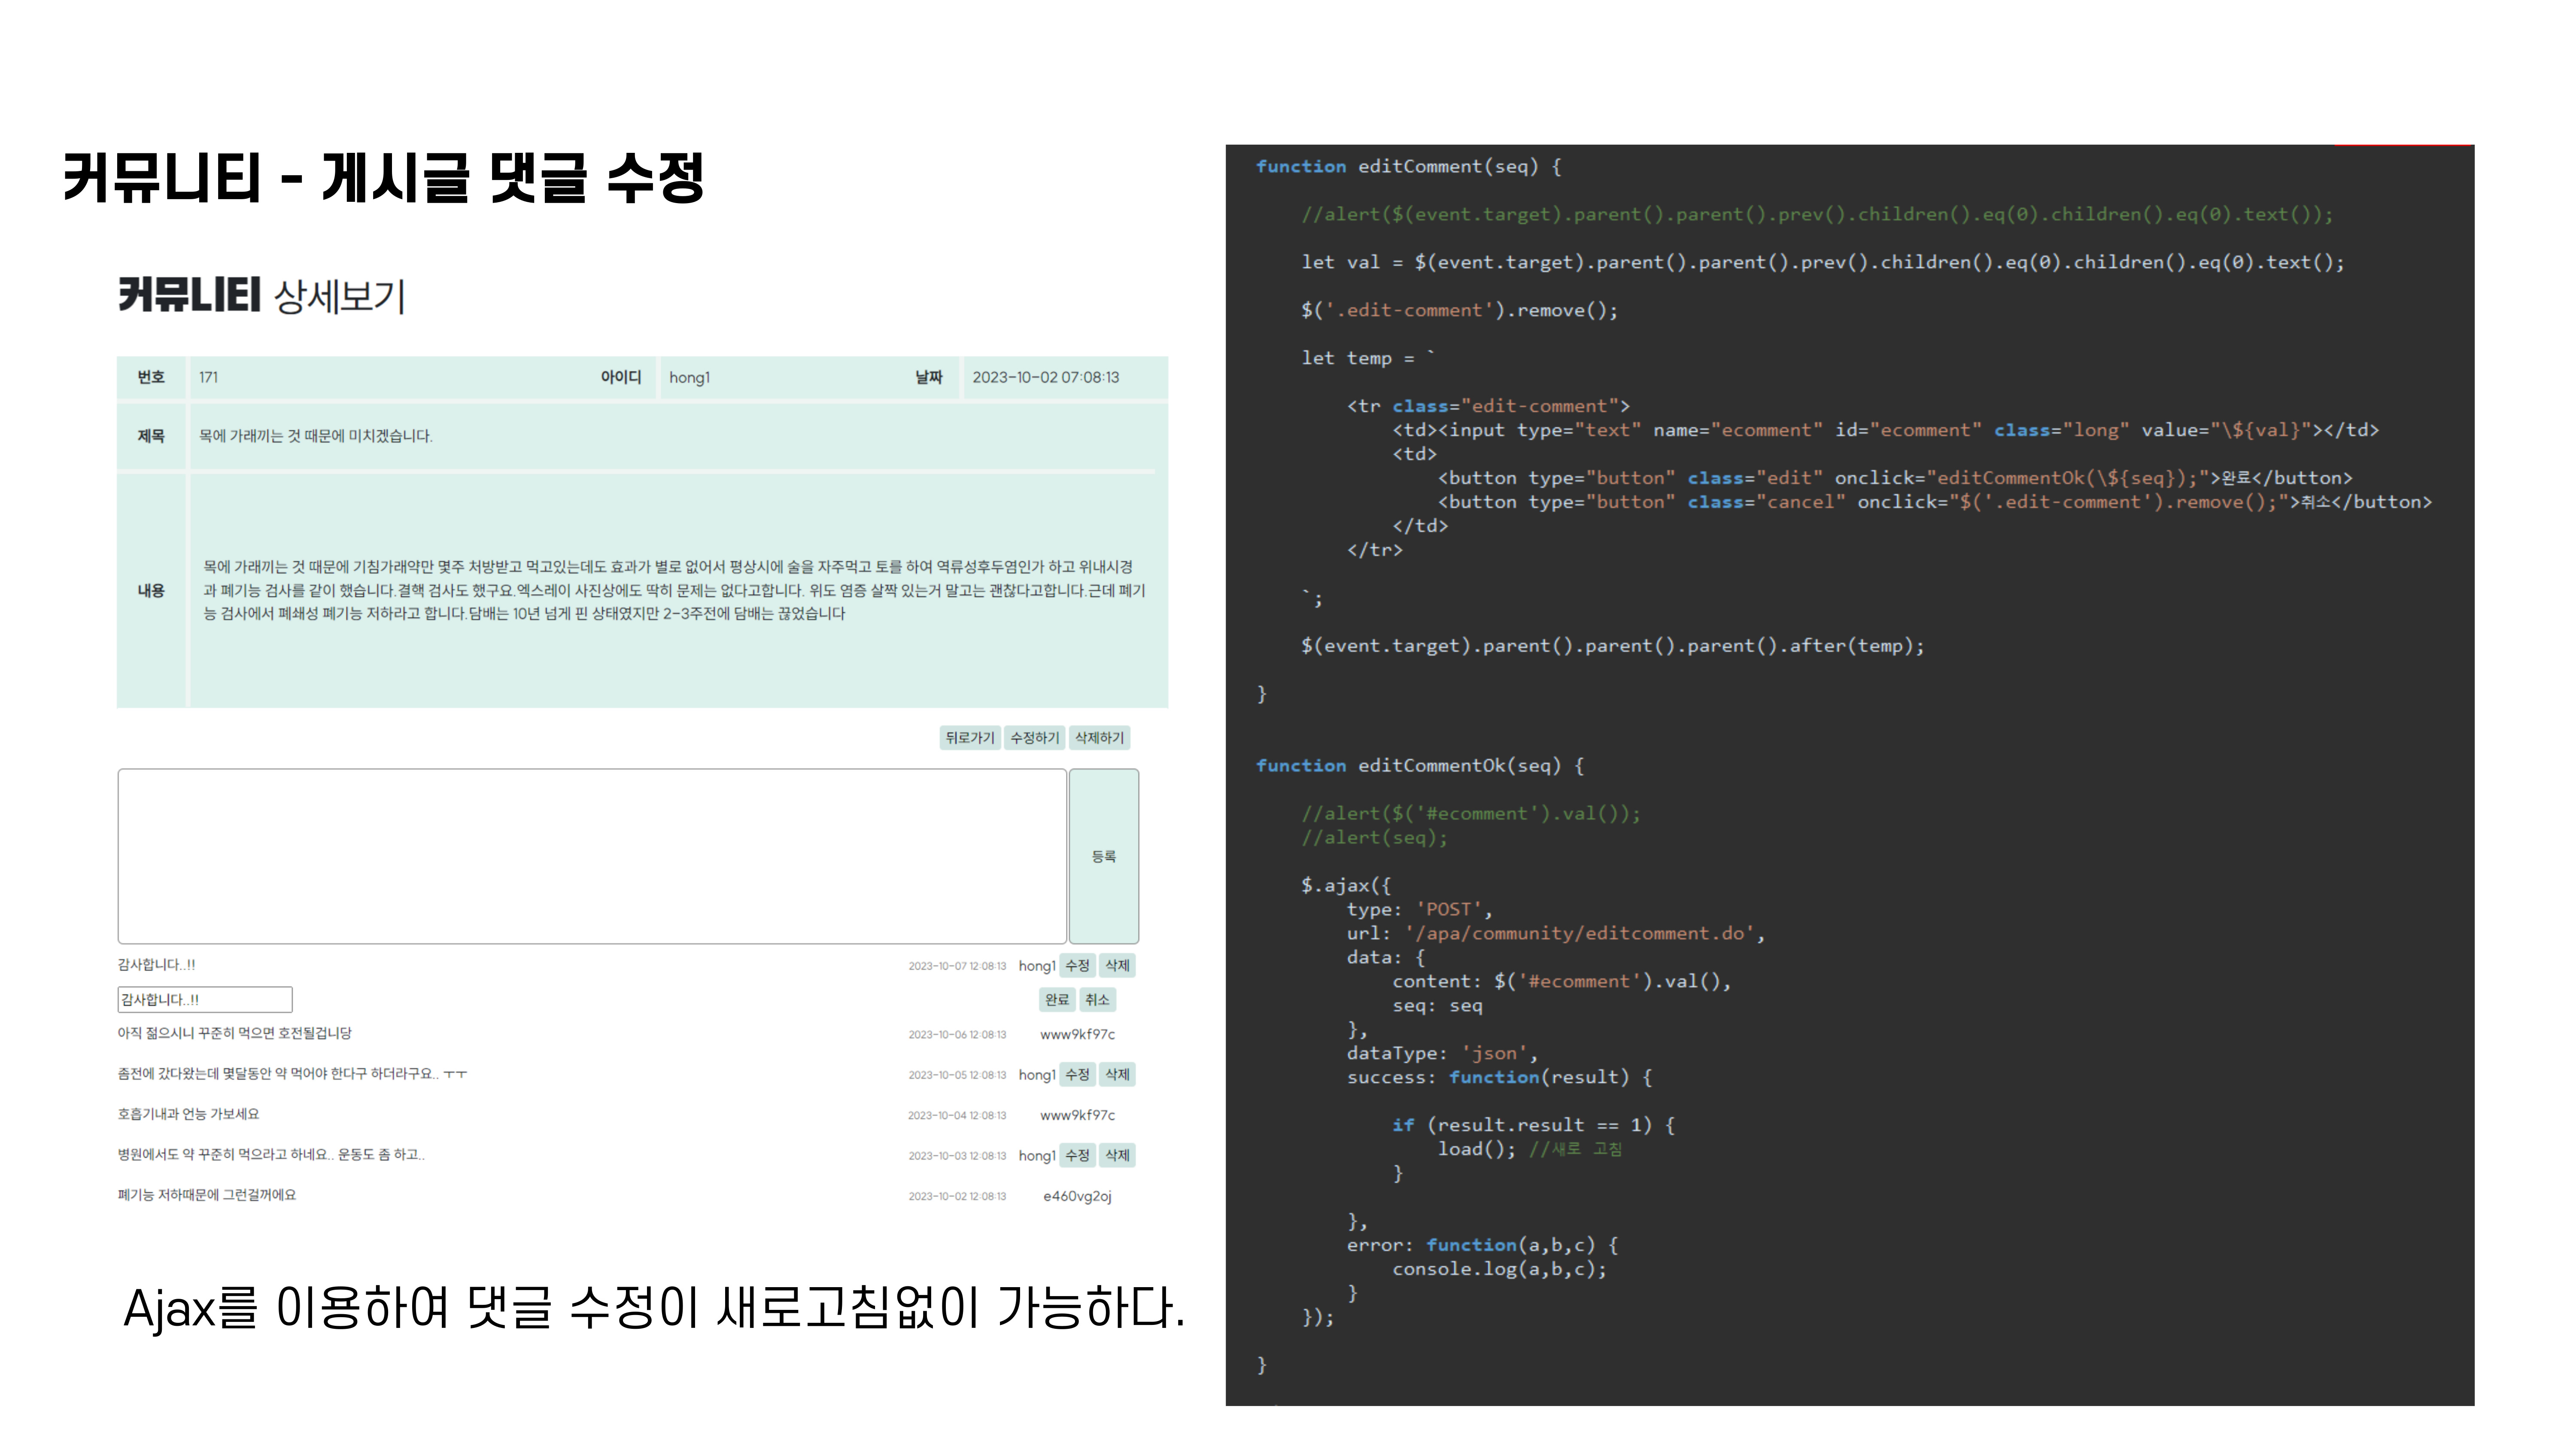 커뮤니티 - 게시글 댓글 수정
커뮤니티 상세보기
번호 171 아이디 hong1 날짜 2023-10-02 07:08:13
제목 목에 가래끼는 것 때문에 미치겠습니다.
내용
목에 가래끼는 것 때문에 기침가래약만 몇주 처방받고 먹고있는데도 효과가 별로 없어서 평상시에 술을 자주먹고 토를 하여 역류성후두염인가 하고 위내시경
과 폐기능 검사를 같이 했습니다.결핵 검사도 했구요.엑스레이 사진상에도 딱히 문제는 없다고합니다. 위도 염증 살짝 있는거 말고는 괜찮다고합니다.근데 폐기
능 검사에서 폐쇄성 폐기능 저하라고 합니다.담배는 10년 넘게 핀 상태였지만 2-3주전에 담배는 끊었습니다
뒤로가기 수정하기 삭제하기
등록
감사합니다..!! 2023-10-07 12:08:13 hong1 수정 삭제
감사합니다..!! 완료 취소
아직 젊으시니 꾸준히 먹으면 호전될겁니당 2023-10-06 12:08:13 www9kf97c
좀전에 갔다왔는데 몇달동안 약 먹어야 한다구 하더라구요.. ㅜㅜ 2023-10-05 12:08:13 hong1 수정 삭제
호흡기내과 언능 가보세요 2023-10-04 12:08:13 www9kf97c
병원에서도 약 꾸준히 먹으라고 하네요.. 운동도 좀 하고.. 2023-10-03 12:08:13 hong1 수정 삭제
폐기능 저하때문에 그런걸꺼에요 2023-10-02 12:08:13 e460vg2oj
Ajax를 이용하여 댓글 수정이 새로고침없이 가능하다.
function editComment(seq) {
//alert($(event.target).parent().parent().prev().children().eq(0).children().eq(0).text());
let val = $(event.target).parent().parent().prev().children().eq(0).children().eq(0).text();
$('.edit-comment').remove();
let temp = `
<tr class="edit-comment">
<td><input type="text" name="ecomment" id="ecomment" class="long" value="\${val}"></td>
<td>
<button type="button" class="edit" onclick="editCommentOk(\${seq});">완료</button>
<button type="button" class="cancel" onclick="$('.edit-comment').remove();">취소</button>
</td>
</tr>
`;
$(event.target).parent().parent().parent().after(temp);
}
function editCommentOk(seq) {
//alert($('#ecomment').val());
//alert(seq);
$.ajax({
type: 'POST',
url: '/apa/community/editcomment.do',
data: {
content: $('#ecomment').val(),
seq: seq
},
dataType: 'json',
success: function(result) {
if (result.result == 1) {
load(); //새로 고침
}
},
error: function(a,b,c) {
console.log(a,b,c);
}
});
}